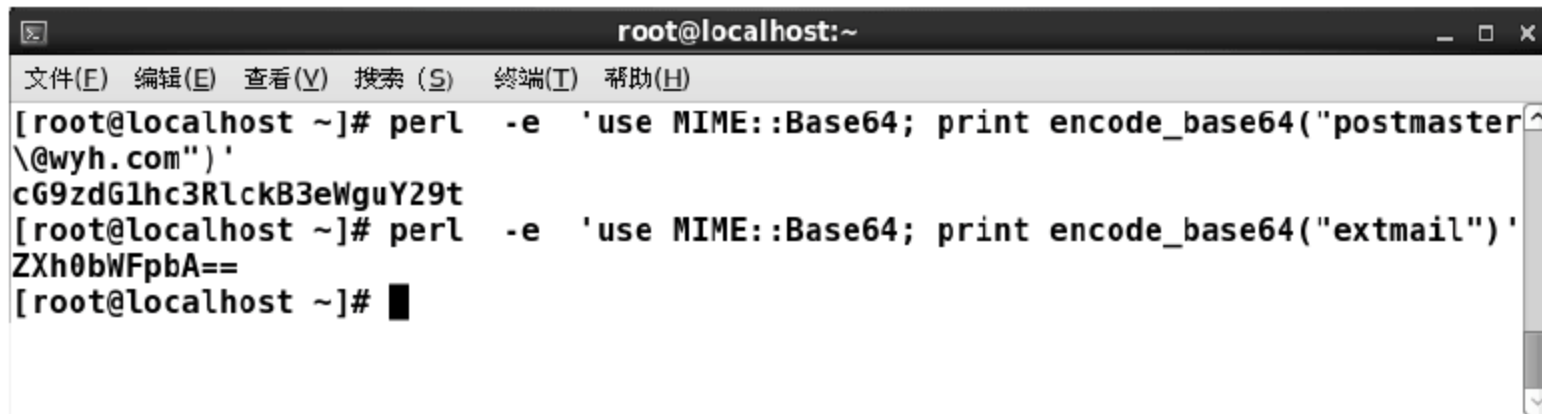 root@localhost:~
文件(F) 编辑(E) 查看(V) 搜索 (S) 终端(T) 帮助(H)
[root@localhost ~]# perl  -e  'use MIME::Base64; print encode_base64("postmaster
\@wyh.com")'
cG9zdG1hc3RlckB3eWguY29t
[root@localhost ~]# perl  -e  'use MIME::Base64; print encode_base64("extmail")'
ZXh0bWFpbA==
[root@localhost ~]#